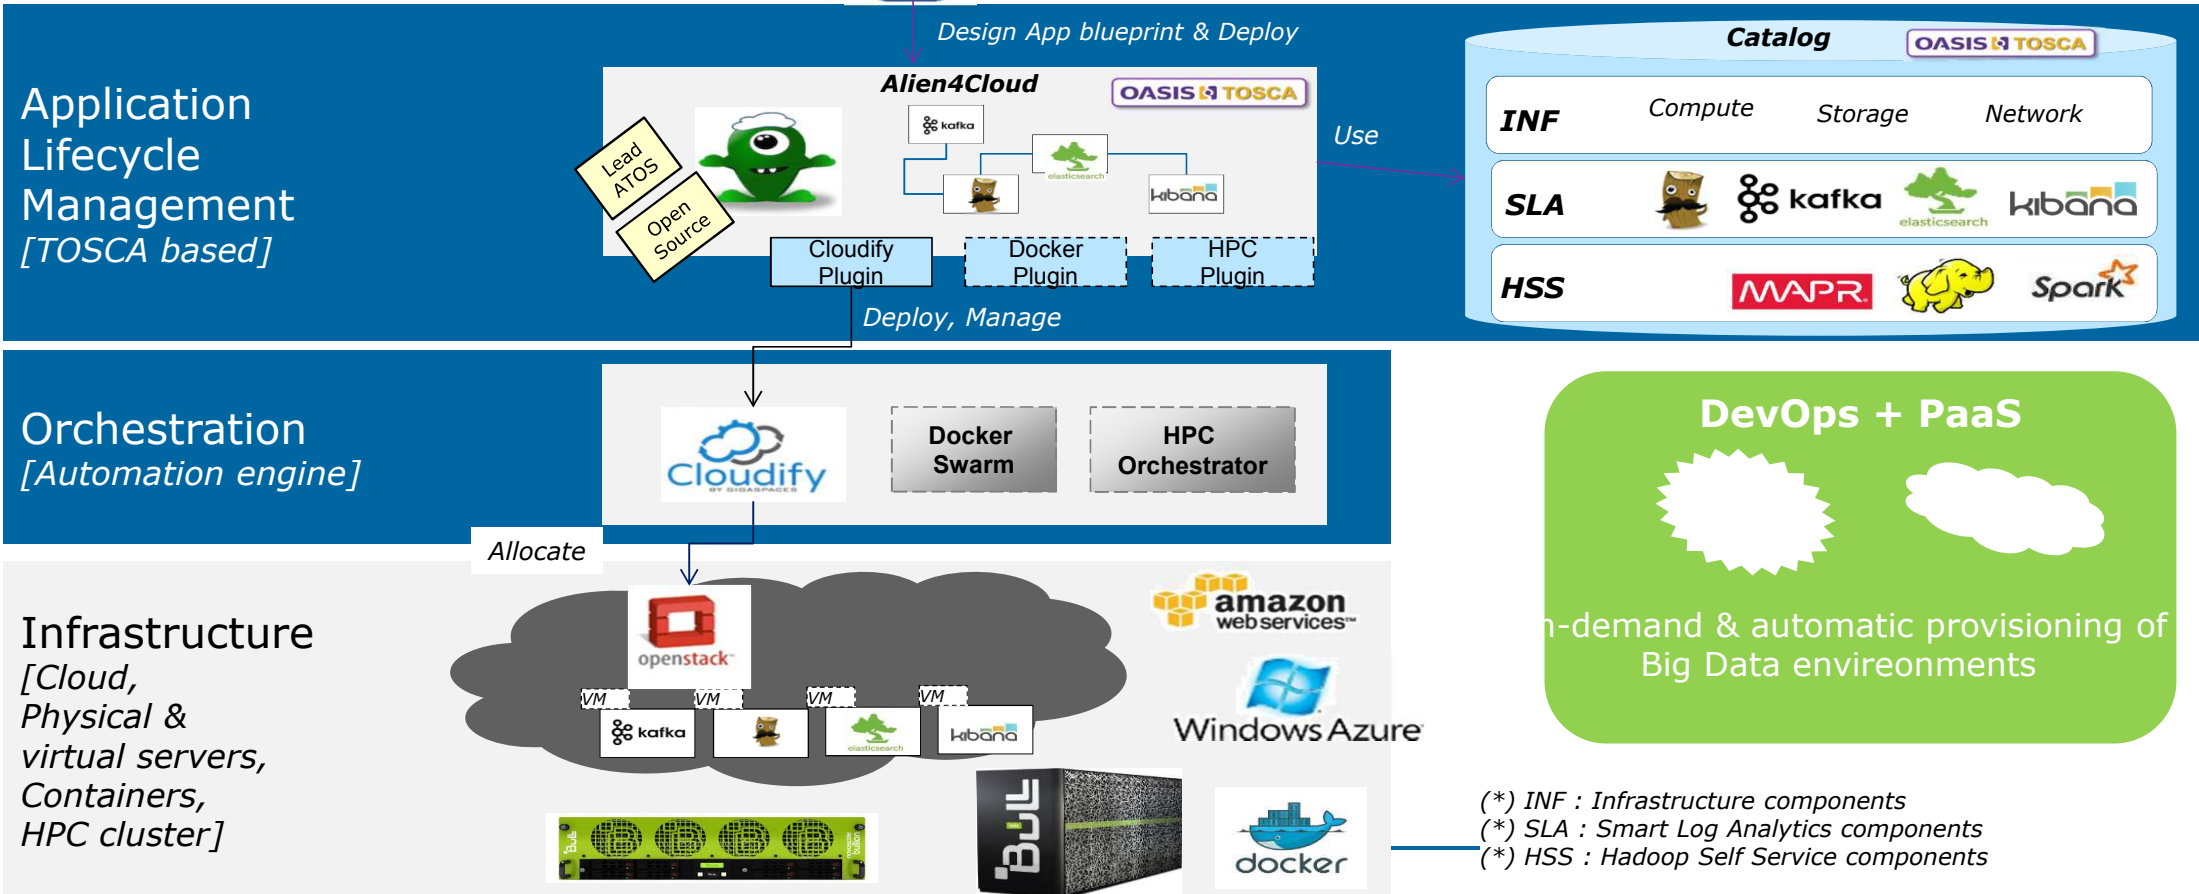 Design App blueprint & Deploy
Application
Lifecycle
Management
[TOSCA based]
Alien4Cloud
OASIS TOSCA
kafka
elasticsearch
kibana
Lead
ATOS
Open
Source
Cloudify
Plugin
Docker
Plugin
HPC
Plugin
Use
Deploy, Manage
Catalog
OASIS TOSCA
INF
Compute
Storage
Network
SLA
kafka
elasticsearch
kibana
HSS
MAPR.
Spark
Orchestration
[Automation engine]
Cloudify
BY GIGASPACES
Docker
Swarm
HPC
Orchestrator
DevOps + PaaS
n-demand & automatic provisioning of
Big Data envireonments
Allocate
Infrastructure
[Cloud,
Physical &
virtual servers,
Containers,
HPC cluster]
openstack
VM
VM
VM
VM
kafka
elasticsearch
kibana
amazon
web services™
Windows Azure
Bull
bullion
Bull
docker
(*) INF : Infrastructure components
(*) SLA : Smart Log Analytics components
(*) HSS : Hadoop Self Service components